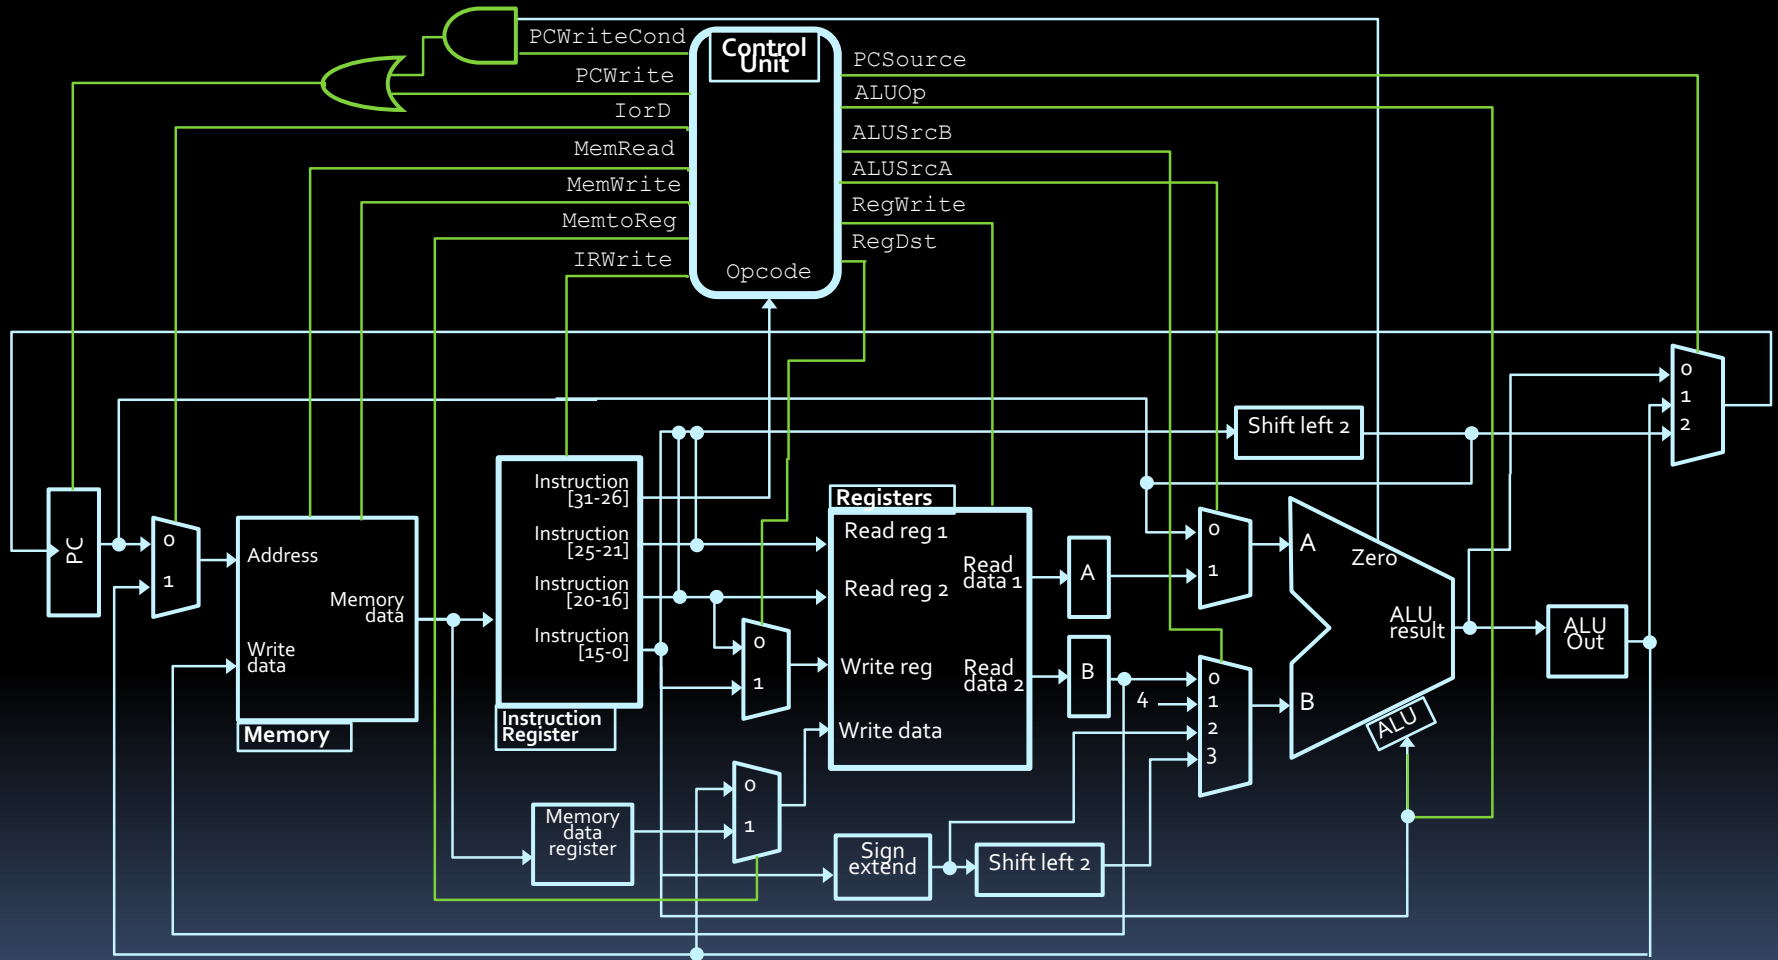 PCWriteCond
PCWrite
IorD
MemRead
MemWrite
MemtoReg
IRWrite
Control
Unit
Opcode
PCSource
ALUOp
ALUSrcB
ALUSrcA
RegWrite
RegDst
PC
0
1
Address
Memory
data
Write
data
Memory
Instruction
[31-26]
Instruction
[25-21]
Instruction
[20-16]
Instruction
[15-0]
Instruction
Register
0
1
Memory
data
register
0
1
Registers
Read reg 1
Read reg 2
Write reg
Write data
Read
data 1
Read
data 2
Sign
extend
Shift left 2
A
B
4
0
1
0
1
2
3
Shift left 2
A
B
Zero
ALU
result
ALU
ALU
Out
0
1
2